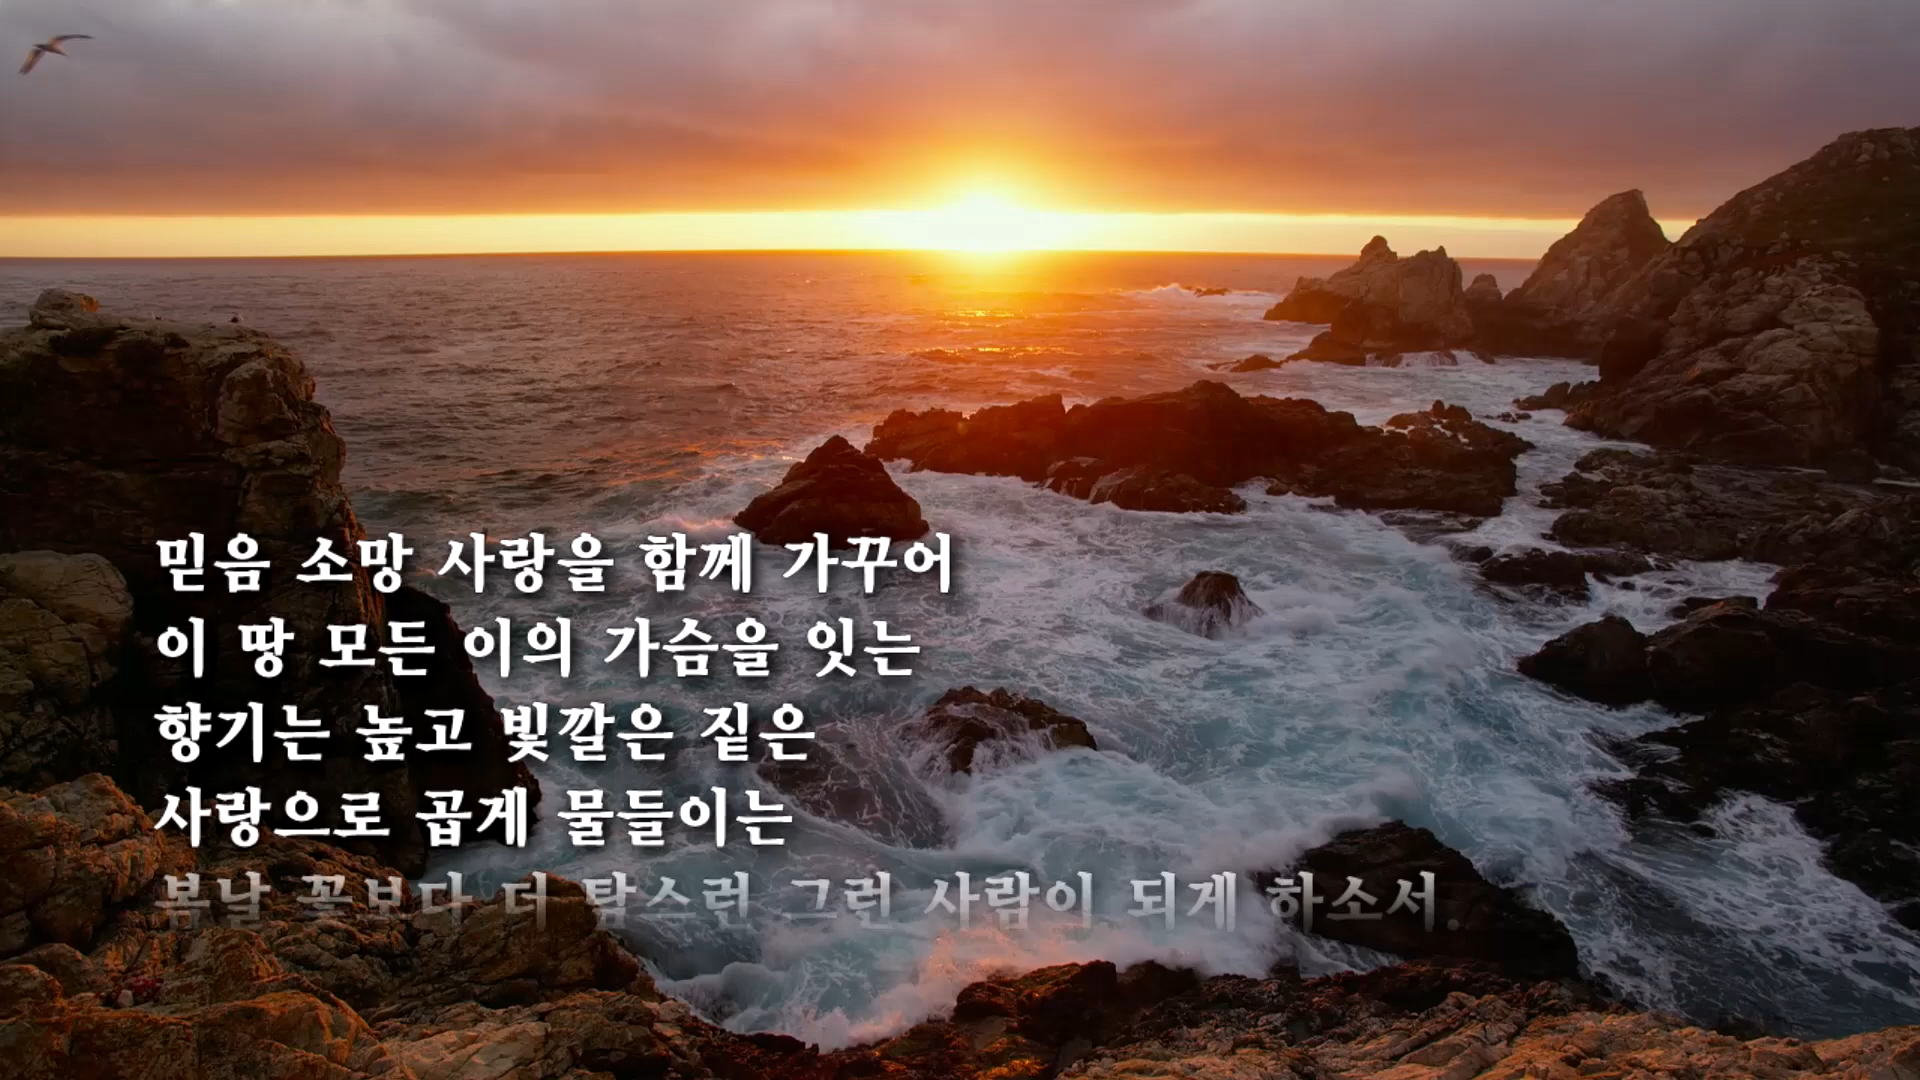 믿음 소망 사랑을 함께 가꾸어
이 땅 모든 이의 가슴을 잇는
향기는 높고 빛깔은 짙은
사랑으로 곱게 물들이는
봄날 꽃보다 더 탐스런 그런 사람이 되게 하소서.